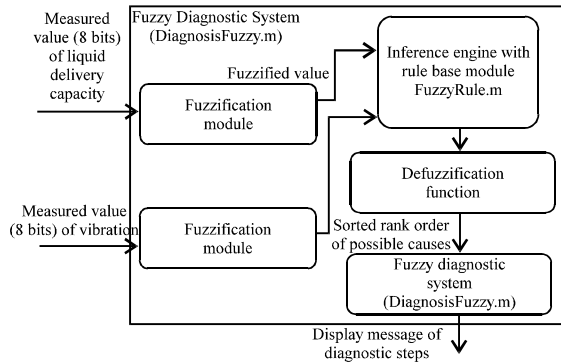 Measured
value (8 bits)
of liquid
delivery
capacity
Fuzzy Diagnostic System
(DiagnosisFuzzy.m)
Fuzzified value
Inference engine with
rule base module
FuzzyRule.m
Fuzzification
module
Defuzzification
function
Measured value
(8 bits) of vibration
Fuzzification
module
Sorted rank order
of possible causes
Fuzzy diagnostic
system
(DiagnosisFuzzy.m)
Display message of
diagnostic steps